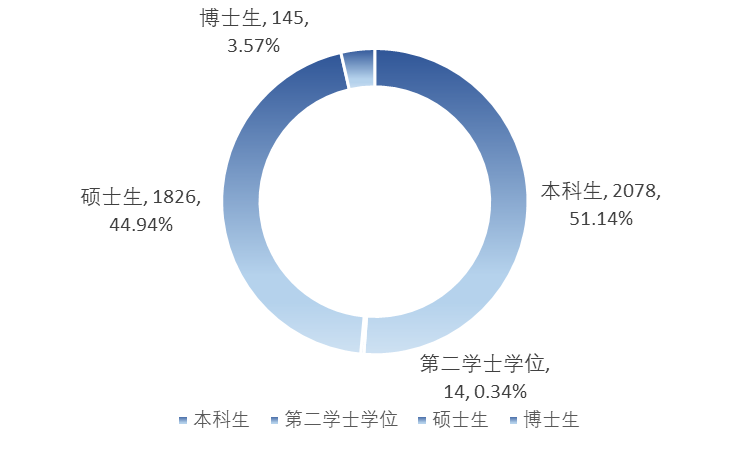 博士生, 145,
3.57%
硕士生, 1826,
44.94%
本科生, 2078,
51.14%
第二学士学位,
14, 0.34%
本科生 第二学士学位 硕士生 博士生